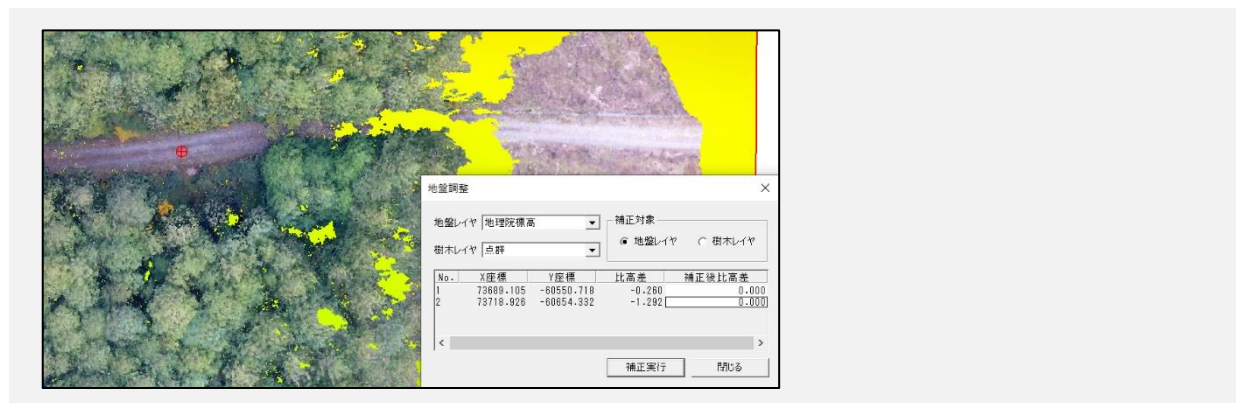 地盤調整
地盤レイヤ 地理院標高
補正対象
地盤レイヤ 樹木レイヤ
樹木レイヤ 点群
No. X座標 Y座標 比高差 補正後比高差
1 73689.105 -60550.718 -0.260 0.000
2 73718.926 -60654.332 -1.292 0.000
補正実行 閉じる